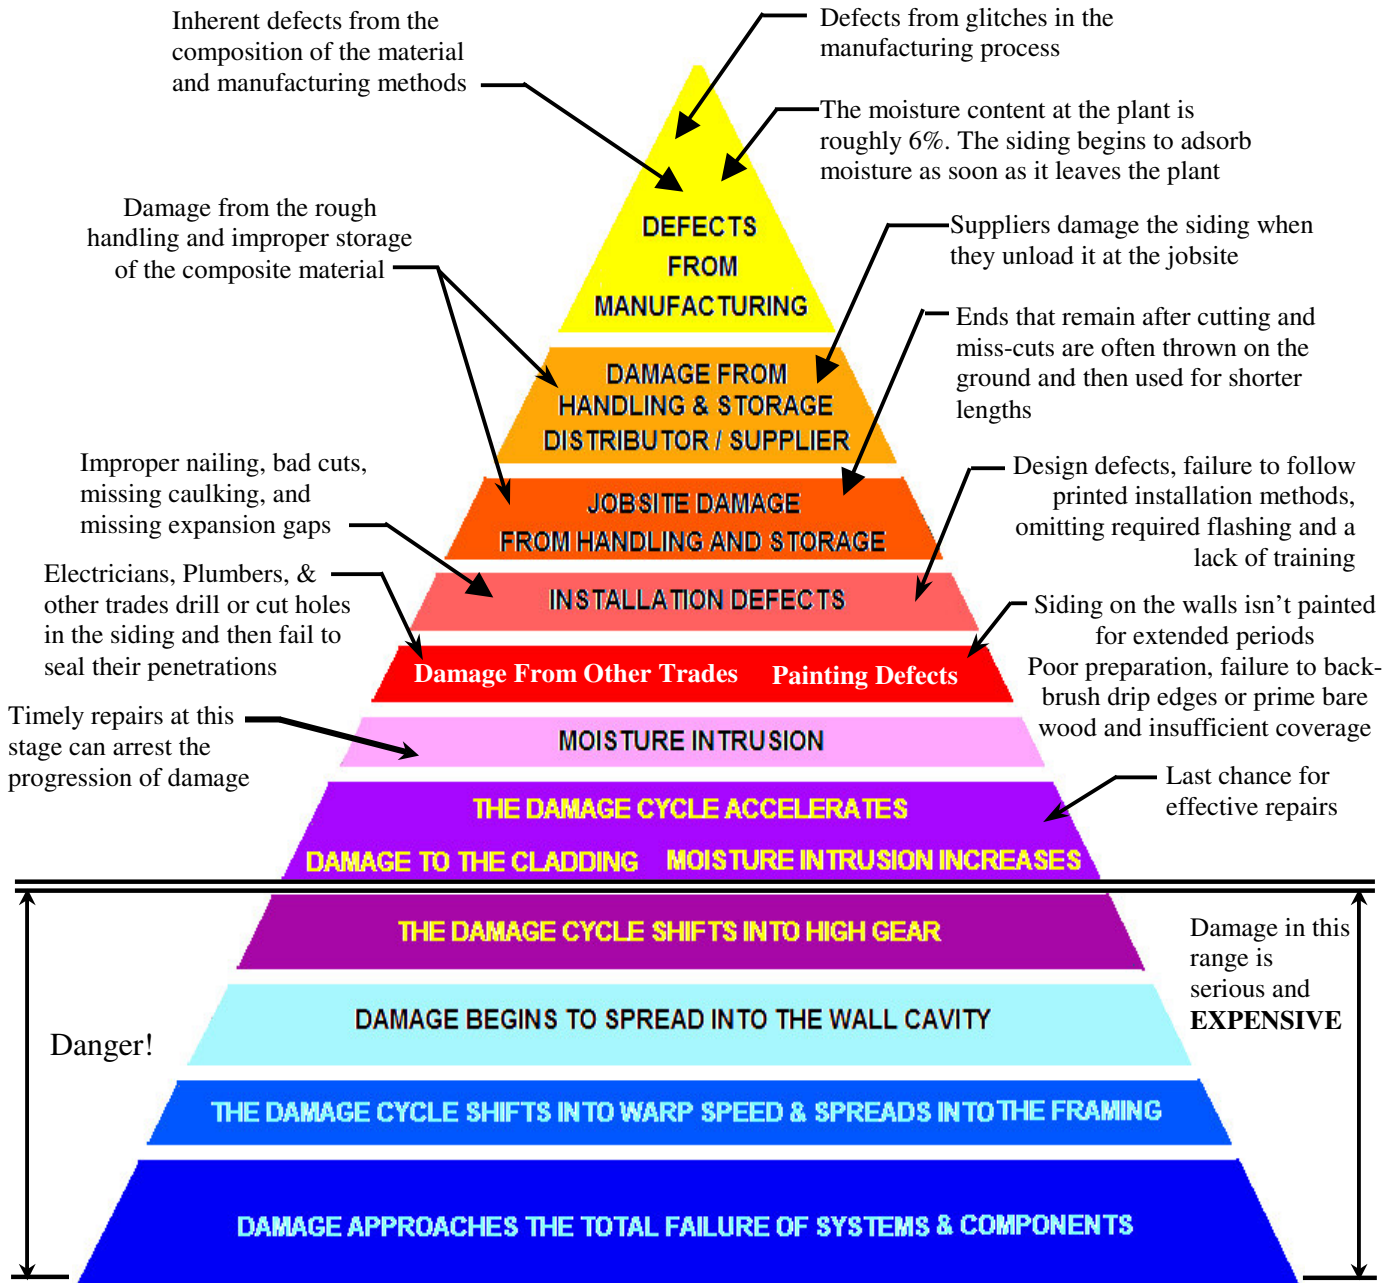 Inherent defects from the
composition of the material
and manufacturing methods
Defects from glitches in the
manufacturing process
The moisture content at the plant is
roughly 6%. The siding begins to adsorb
moisture as soon as it leaves the plant
Damage from the rough
handling and improper storage
of the composite material
DEFECTS
FROM
MANUFACTURING
Suppliers damage the siding when
they unload it at the jobsite
Ends that remain after cutting and
miss-cuts are often thrown on the
ground and then used for shorter
lengths
DAMAGE FROM
HANDLING & STORAGE
DISTRIBUTOR / SUPPLIER
Improper nailing, bad cuts,
missing caulking, and
missing expansion gaps
JOBSITE DAMAGE
FROM HANDLING AND STORAGE
Design defects, failure to follow
printed installation methods,
omitting required flashing and a
lack of training
Electricians, Plumbers, &
other trades drill or cut holes
in the siding and then fail to
seal their penetrations
INSTALLATION DEFECTS
Siding on the walls isn't painted
for extended periods
Poor preparation, failure to back-
brush drip edges or prime bare
wood and insufficient coverage
Damage From Other Trades Painting Defects
Timely repairs at this
stage can arrest the
progression of damage
MOISTURE INTRUSION
Last chance for
effective repairs
THE DAMAGE CYCLE ACCELERATES
DAMAGE TO THE CLADDING MOISTURE INTRUSION INCREASES
THE DAMAGE CYCLE SHIFTS INTO HIGH GEAR
Damage in this
range is
serious and
EXPENSIVE
DAMAGE BEGINS TO SPREAD INTO THE WALL CAVITY
Danger!
THE DAMAGE CYCLE SHIFTS INTO WARP SPEED & SPREADS INTO THE FRAMING
DAMAGE APPROACHES THE TOTAL FAILURE OF SYSTEMS & COMPONENTS